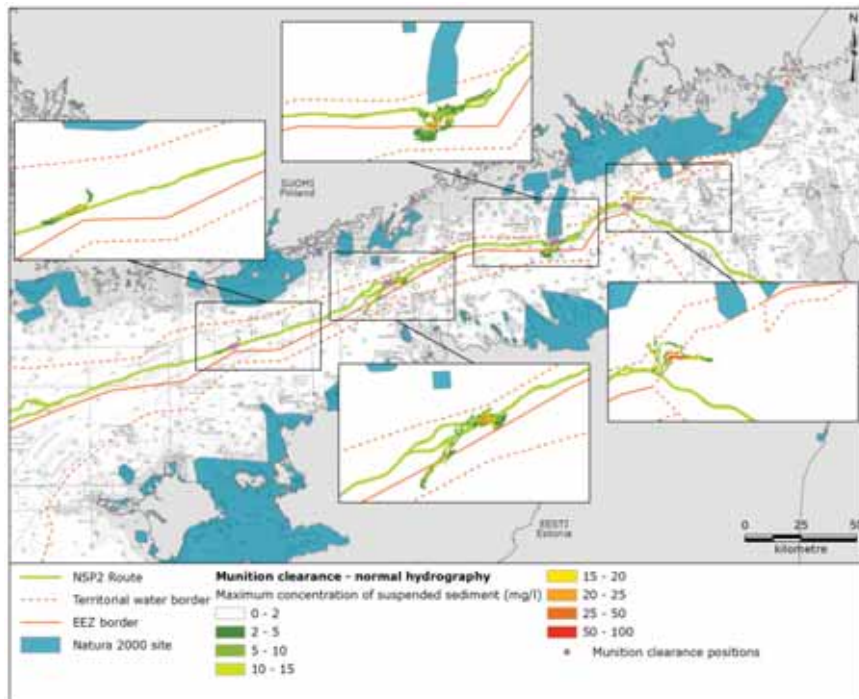 N
SUOMI
Finland
EESTI
Estonia
0 25 50
kilometre
NSP2 Route
Territorial water border
EEZ border
Natura 2000 site
Munition clearance - normal hydrography
Maximum concentration of suspended sediment (mg/l)
0 - 2
2 - 5
5 - 10
10 - 15
15 - 20
20 - 25
25 - 50
50 - 100
Munition clearance positions